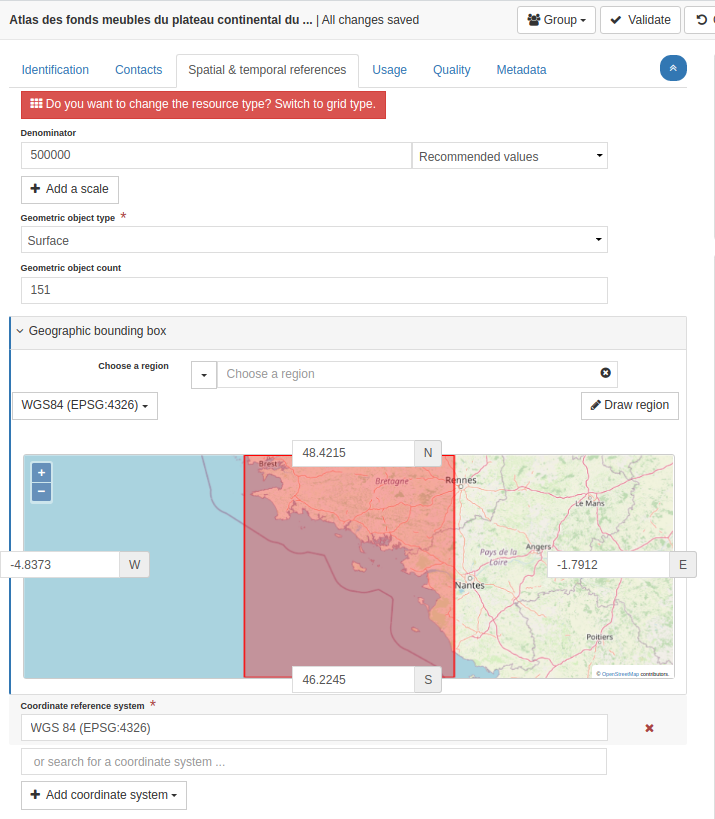 Atlas des fonds meubles du plateau continental du ... | All changes saved
Group
Validate
Identification
Contacts
Spatial & temporal references
Usage
Quality
Metadata
Do you want to change the resource type? Switch to grid type.
Denominator
500000
Recommended values
+ Add a scale
Geometric object type *
Surface
Geometric object count
151
Geographic bounding box
Choose a region
Choose a region
WGS84 (EPSG:4326)
Draw region
48.4215 N
+
−
Brest
Bretagne
Rennes
Le Mans
-4.8373 W
Pays de la
Loire
Angers
-1.7912 E
Nantes
Poitiers
46.2245 S
© OpenStreetMap contributors.
Coordinate reference system *
WGS 84 (EPSG:4326)
or search for a coordinate system ...
+ Add coordinate system